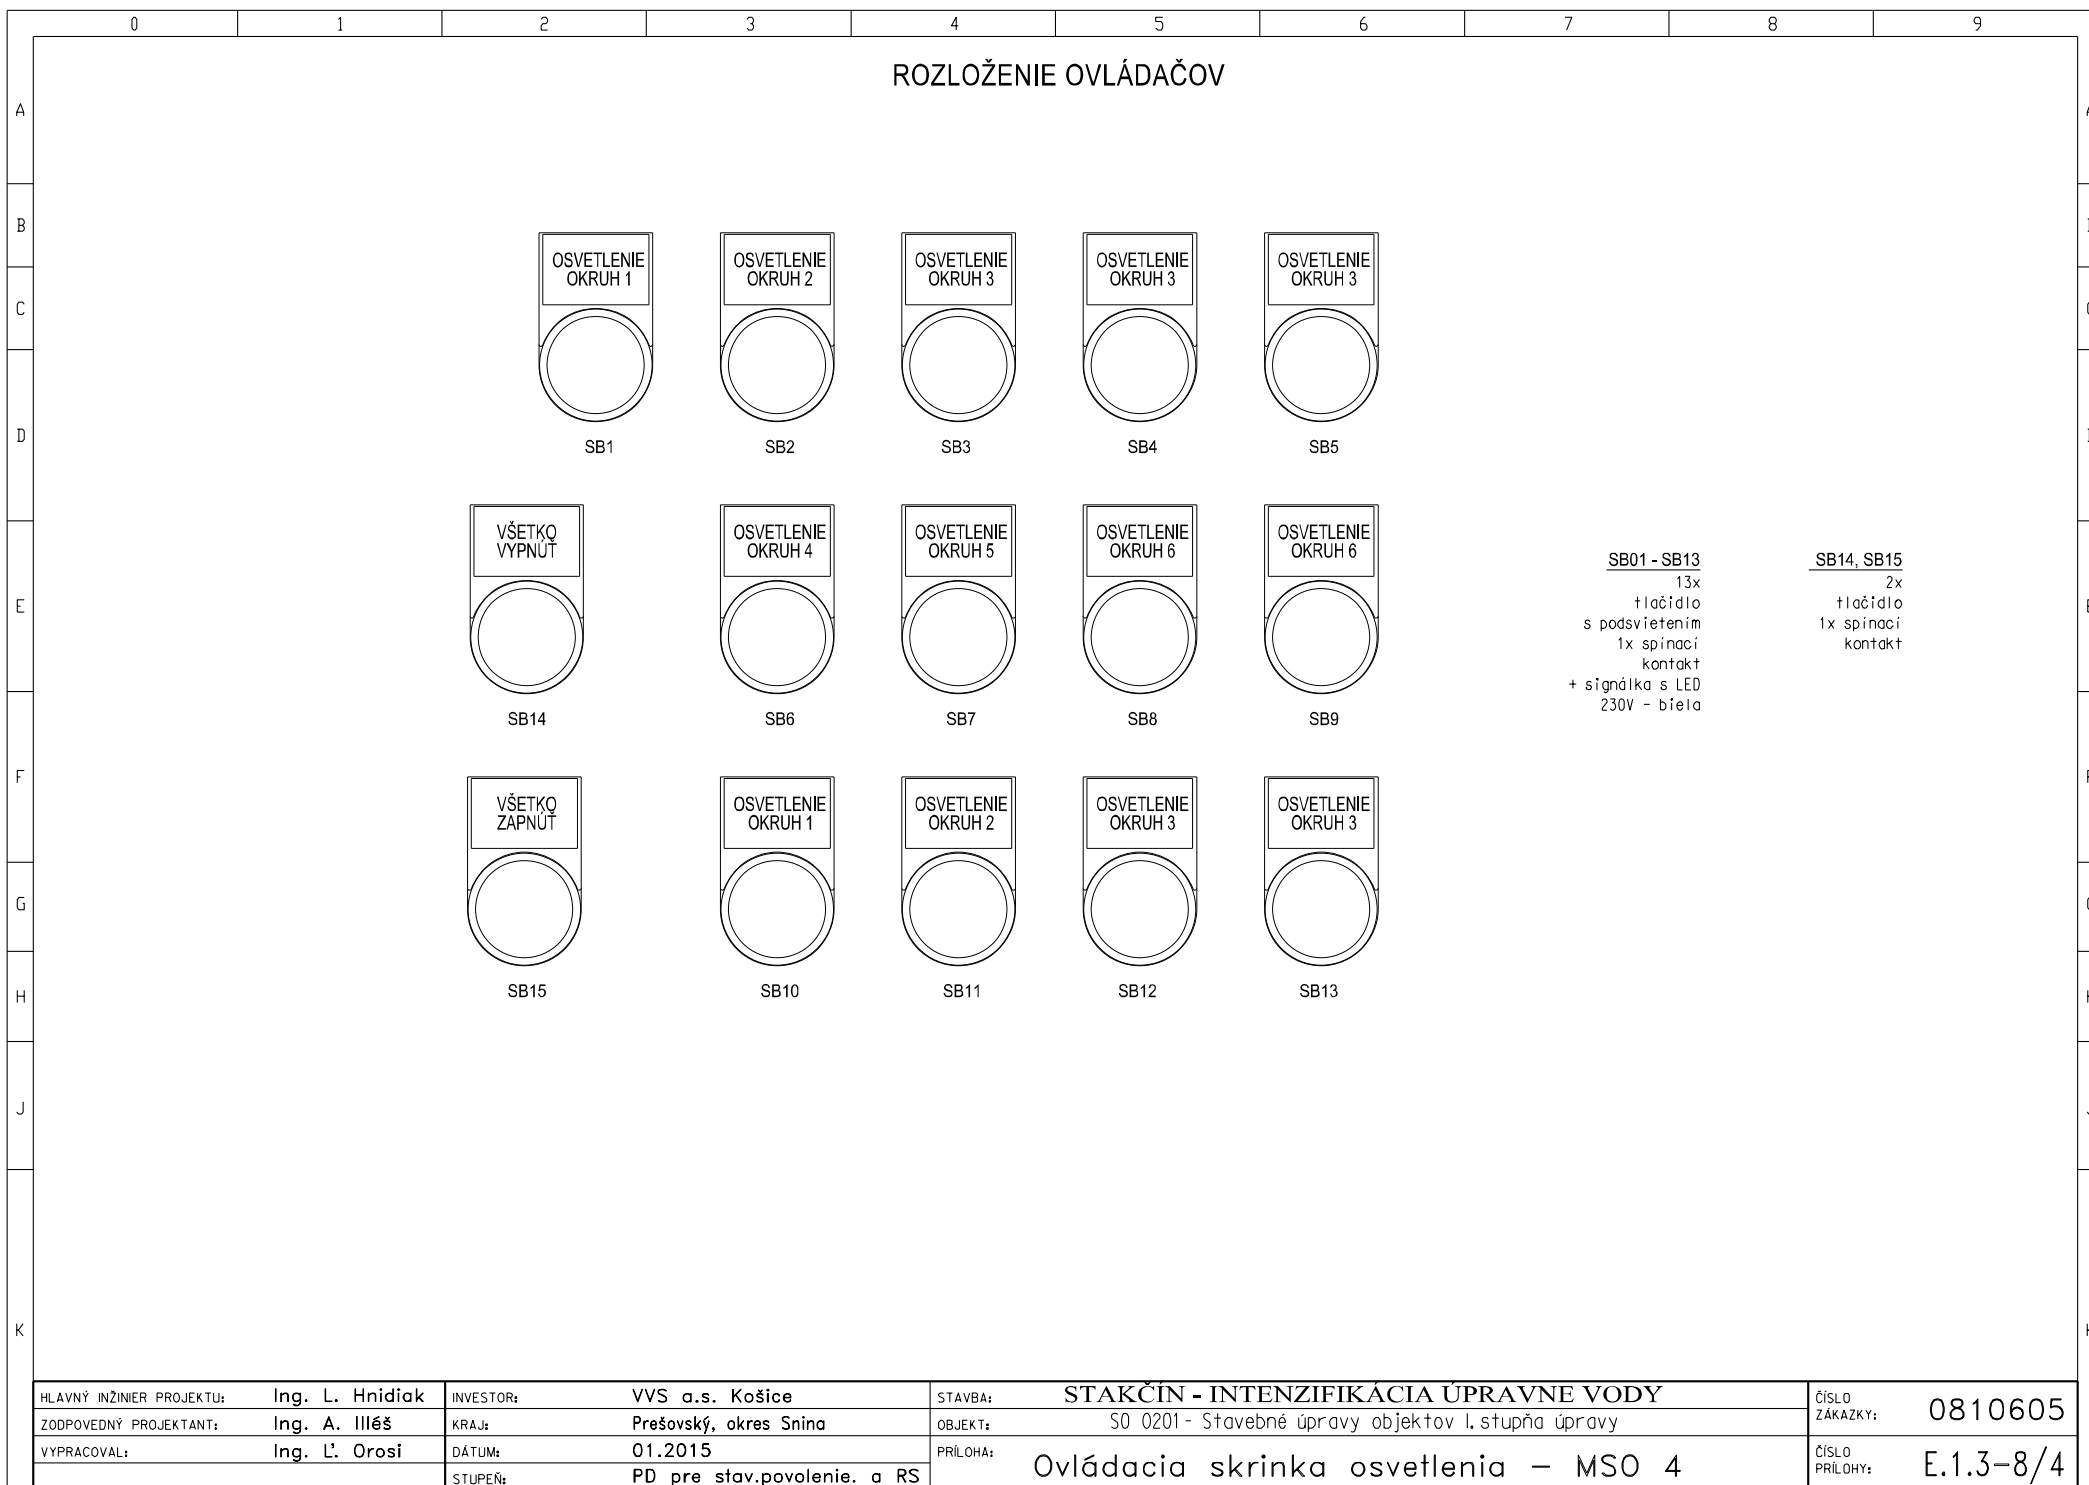 0 1 2 3 4 5 6 7 8 9
ROZLOŽENIE OVLÁDAČOV
A
B
C
D
E
F
G
H
J
K
OSVETLENIE
OKRUH 1
SB1
OSVETLENIE
OKRUH 2
SB2
OSVETLENIE
OKRUH 3
SB3
OSVETLENIE
OKRUH 3
SB4
OSVETLENIE
OKRUH 3
SB5
VŠETKO
VYPNÚŤ
SB14
OSVETLENIE
OKRUH 4
SB6
OSVETLENIE
OKRUH 5
SB7
OSVETLENIE
OKRUH 6
SB8
OSVETLENIE
OKRUH 6
SB9
VŠETKO
ZAPNÚŤ
SB15
OSVETLENIE
OKRUH 1
SB10
OSVETLENIE
OKRUH 2
SB11
OSVETLENIE
OKRUH 3
SB12
OSVETLENIE
OKRUH 3
SB13
SB01 - SB13
13x
tlačidlo
s podsvietením
1x spínací
kontakt
+ signálka s LED
230V - biela
SB14, SB15
2x
tlačidlo
1x spínací
kontakt
HLAVNÝ INŽINIER PROJEKTU: Ing. L. Hnidiak
ZODPOVEDNÝ PROJEKTANT: Ing. A. Illéš
VYPRACOVAL: Ing. Ľ. Orosi
INVESTOR: VVS a.s. Košice
KRAJ: Prešovský, okres Snina
DÁTUM: 01.2015
STUPEŇ: PD pre stav.povolenie. a RS
STAVBA: STAKČÍN - INTENZIFIKÁCIA ÚPRAVNE VODY
OBJEKT: SO 0201 - Stavebné úpravy objektov I. stupňa úpravy
PRÍLOHA: Ovládacia skrinka osvetlenia – MSO 4
ČÍSLO
ZÁKAZKY: 0810605
ČÍSLO
PRÍLOHY: E.1.3-8/4